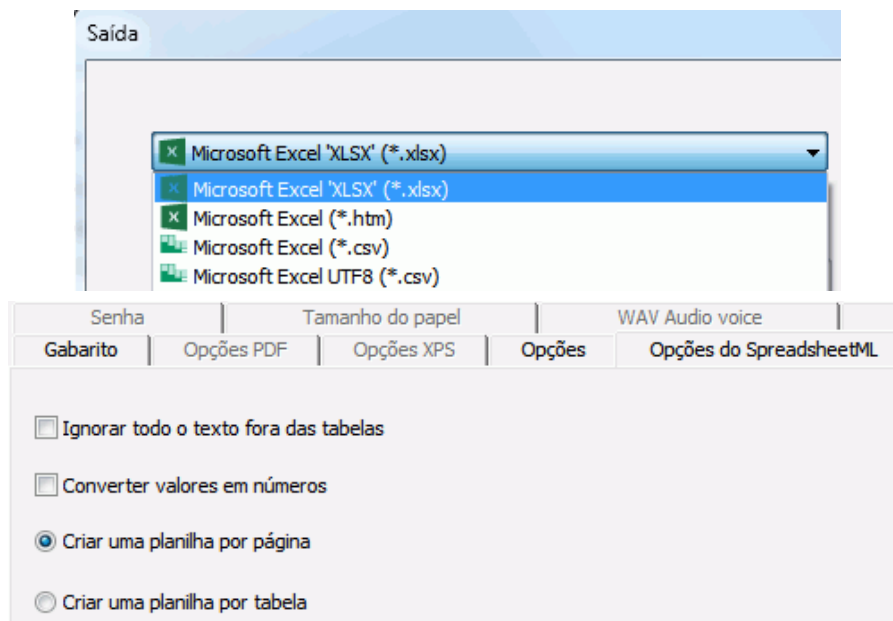 Saída
Microsoft Excel 'XLSX' (*.xlsx)
Microsoft Excel 'XLSX' (*.xlsx)
Microsoft Excel (*.htm)
Microsoft Excel (*.csv)
Microsoft Excel UTF8 (*.csv)
Senha Tamanho do papel WAV Audio voice
Gabarito Opções PDF Opções XPS Opções Opções do SpreadsheetML
Ignorar todo o texto fora das tabelas
Converter valores em números
Criar uma planilha por página
Criar uma planilha por tabela